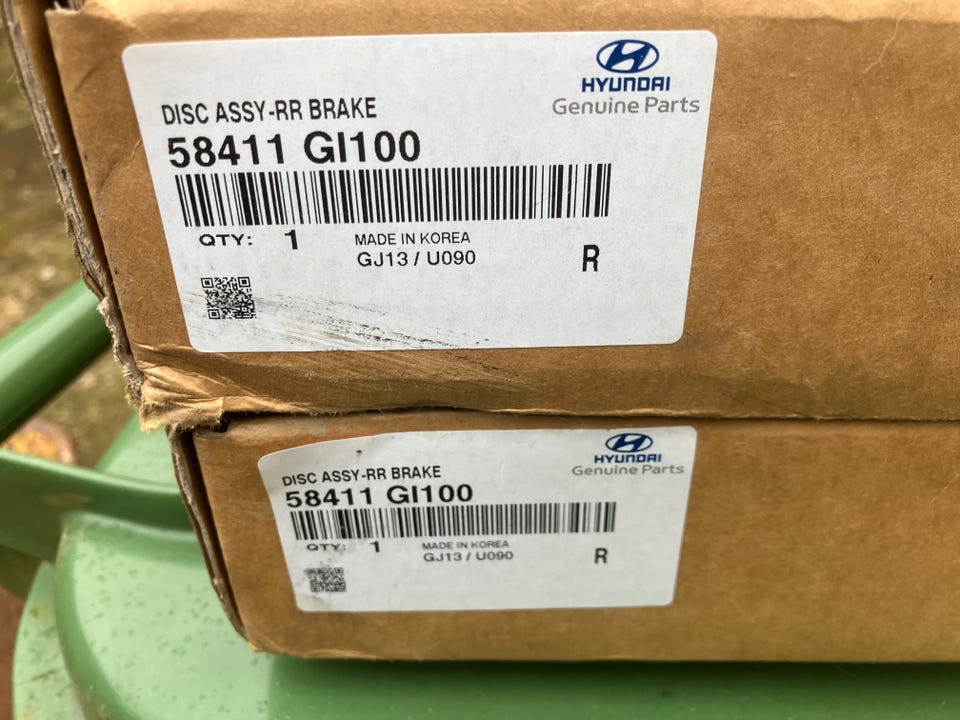 HYUNDAI
Genuine Parts
DISC ASSY-RR BRAKE
58411 GI100
QTY: 1 MADE IN KOREA
GJ13 / U090
R
HYUNDAI
Genuine Parts
DISC ASSY-RR BRAKE
58411 GI100
QTY: 1 MADE IN KOREA
GJ13 / U090
R